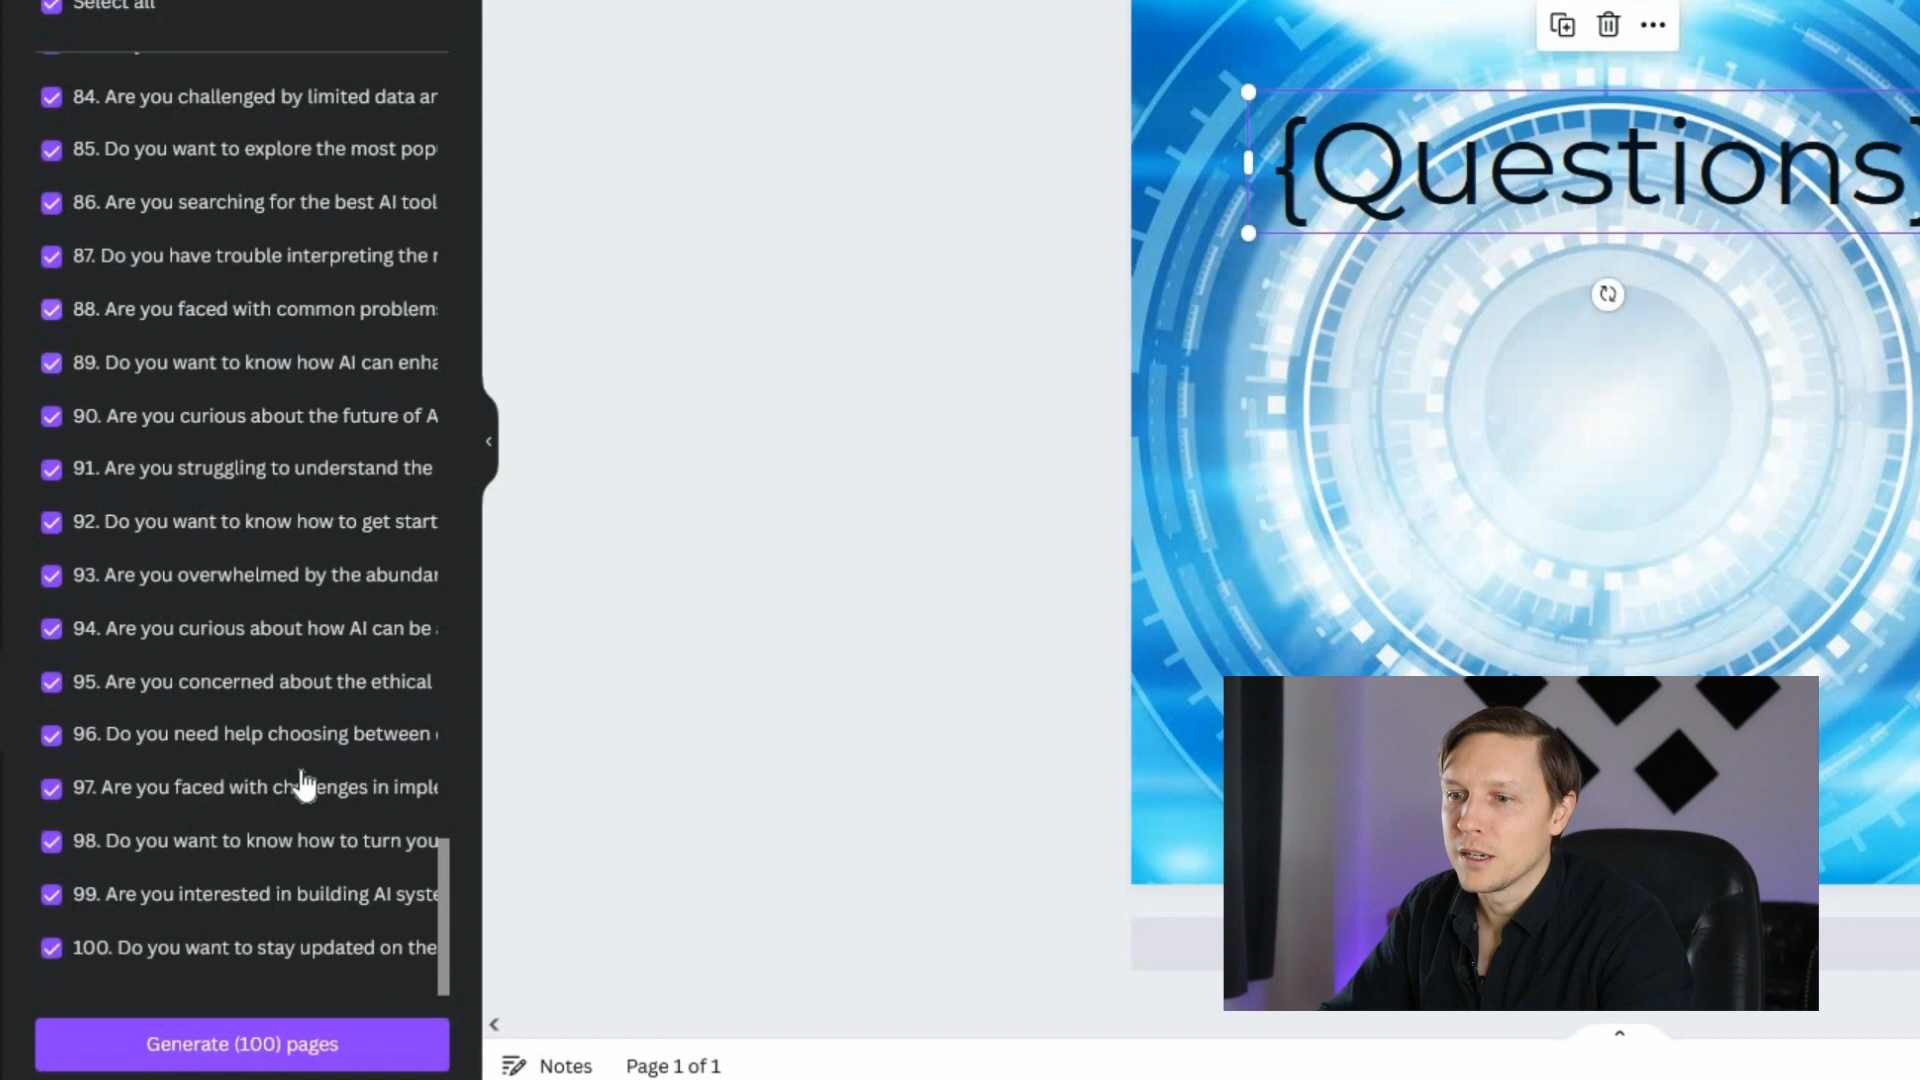 Select all
84. Are you challenged by limited data ar
85. Do you want to explore the most pop
86. Are you searching for the best AI tool
87. Do you have trouble interpreting the r
88. Are you faced with common problem
89. Do you want to know how AI can enha
90. Are you curious about the future of A
91. Are you struggling to understand the
92. Do you want to know how to get start
93. Are you overwhelmed by the abundar
94. Are you curious about how AI can be
95. Are you concerned about the ethical
96. Do you need help choosing between
97. Are you faced with challenges in imple
98. Do you want to know how to turn you
99. Are you interested in building AI syste
100. Do you want to stay updated on the
Generate (100) pages
{Questions}
Notes
Page 1 of 1